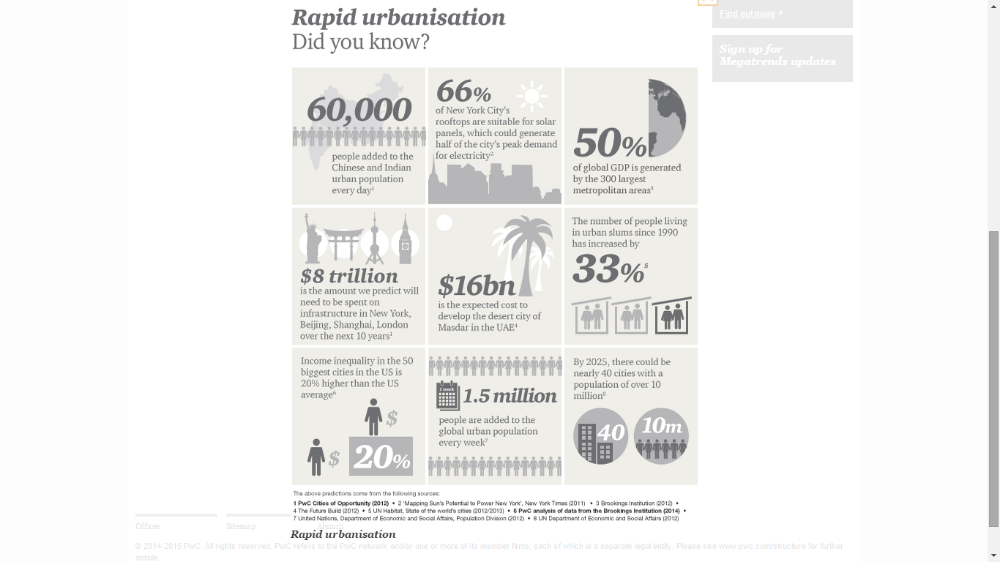 Find out more
Sign up for
Megatrends updates
Rapid urbanisation
Did you know?
60,000
people added to the
Chinese and Indian
urban population
every day1
66%
of New York City's
rooftops are suitable for solar
panels, which could generate
half of the city's peak demand
for electricity2
50%
of global GDP is generated
by the 300 largest
metropolitan areas3
$8 trillion
is the amount we predict will
need to be spent on
infrastructure in New York,
Beijing, Shanghai, London
over the next 10 years1
$16bn
is the expected cost to
develop the desert city of
Masdar in the UAE4
The number of people living
in urban slums since 1990
has increased by
33%5
Income inequality in the 50
biggest cities in the US is
20% higher than the US
average6
$
$
20%
1 week
1.5 million
people are added to the
global urban population
every week7
By 2025, there could be
nearly 40 cities with a
population of over 10
million8
40
10m
The above predictions come from the following sources:
1 PwC Cities of Opportunity (2012) • 2 'Mapping Sun's Potential to Power New York', New York Times (2011) • 3 Brookings Institution (2012) •
4 The Future Build (2012) • 5 UN Habitat, State of the world's cities (2012/2013) • 6 PwC analysis of data from the Brookings Institution (2014) •
7 United Nations, Department of Economic and Social Affairs, Population Division (2012) • 8 UN Department of Economic and Social Affairs (2012)
Offices
Sitemap
Alumni
Rapid urbanisation
© 2014-2015 PwC. All rights reserved. PwC refers to the PwC network and/or one or more of its member firms, each of which is a separate legal entity. Please see www.pwc.com/structure for further
details.